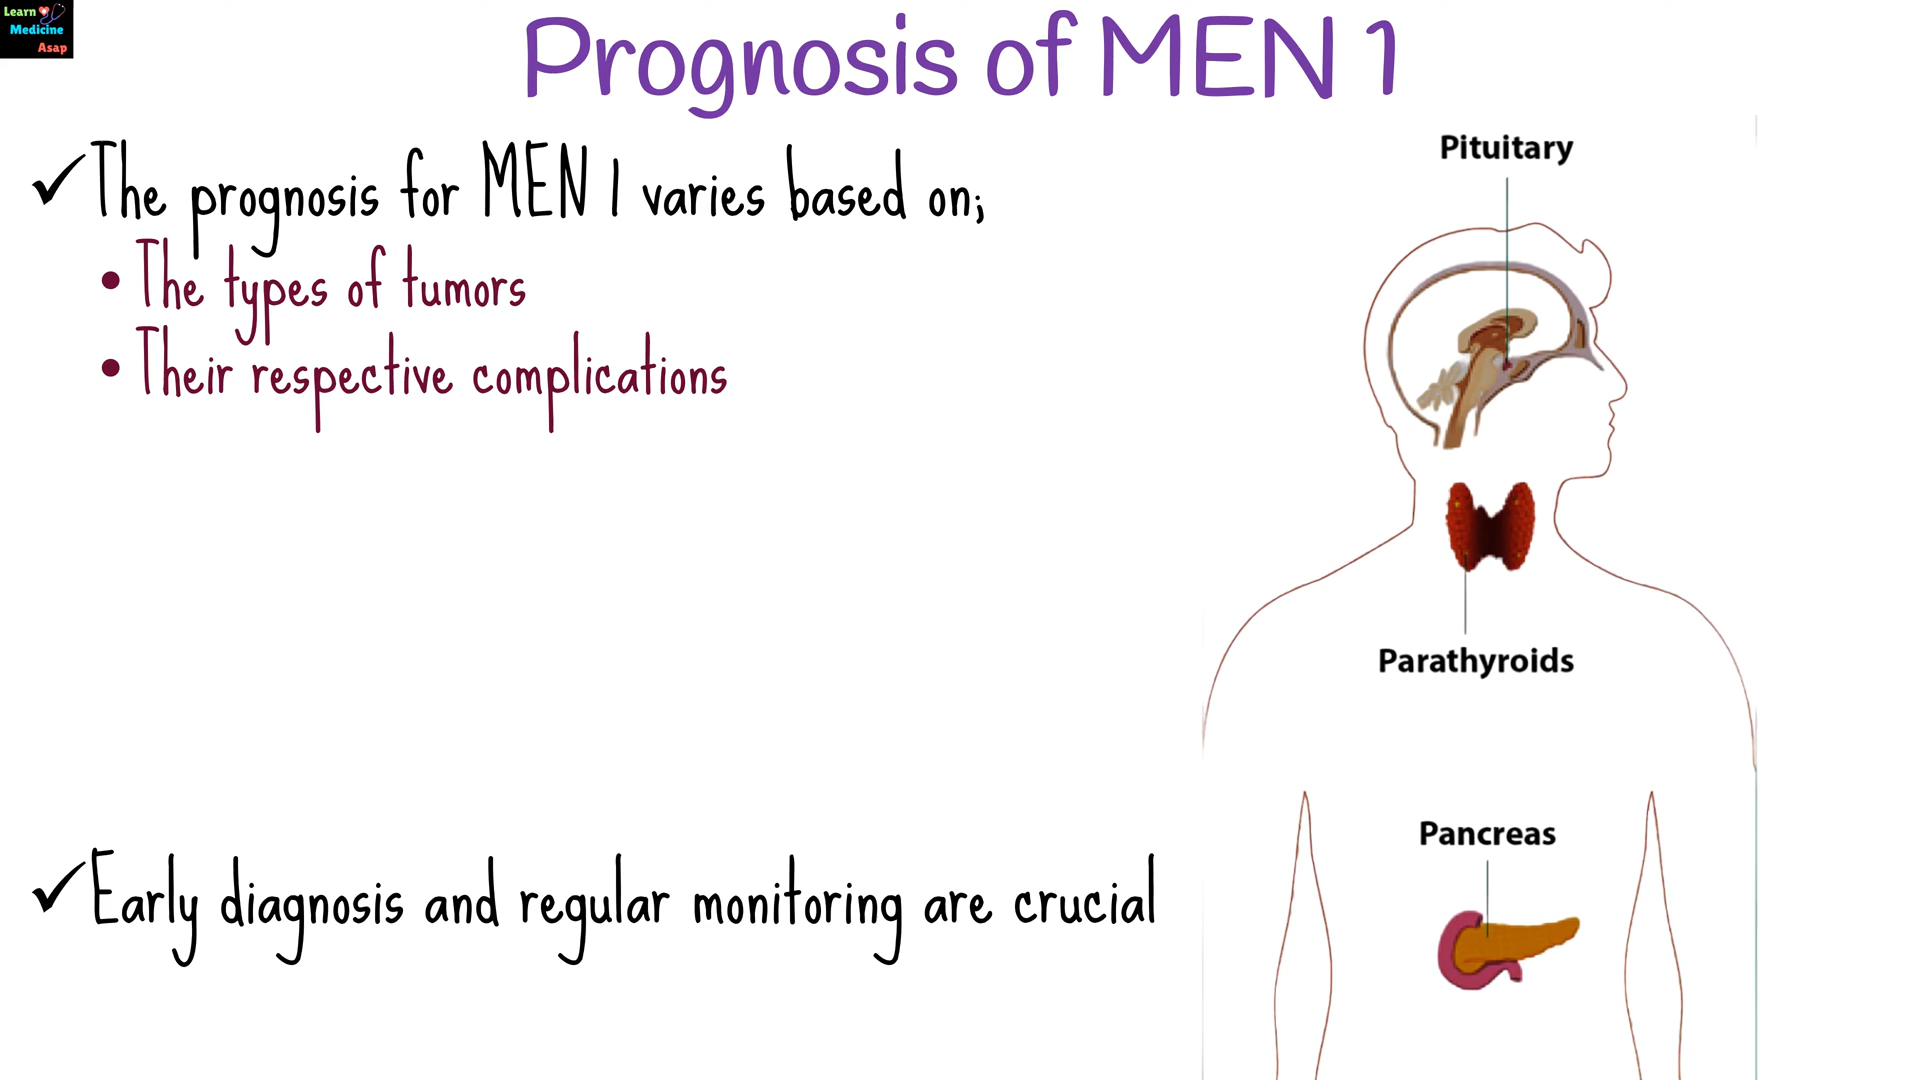 Learn
Medicine
Asap
Prognosis of MEN 1
✓The prognosis for MEN 1 varies based on;
•The types of tumors
•Their respective complications
✓Early diagnosis and regular monitoring are crucial
Pituitary
Parathyroids
Pancreas